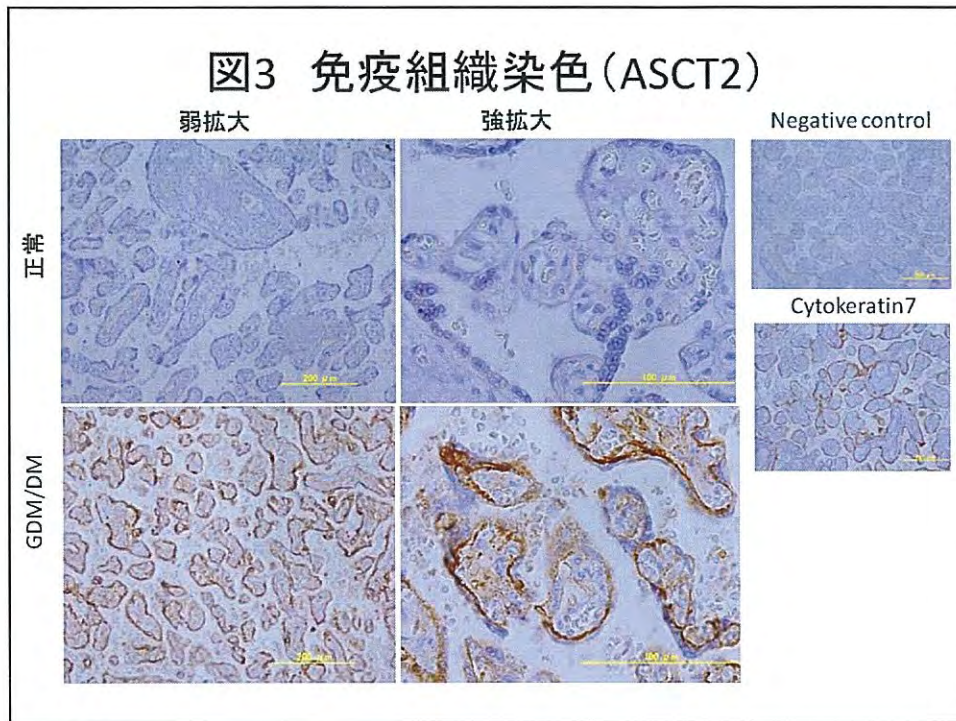 図3 免疫組織染色(ASCT2)
弱拡大
強拡大
Negative control
正常
200 μm
100 μm
Cytokeratin7
GDM/DM
200 μm
100 μm